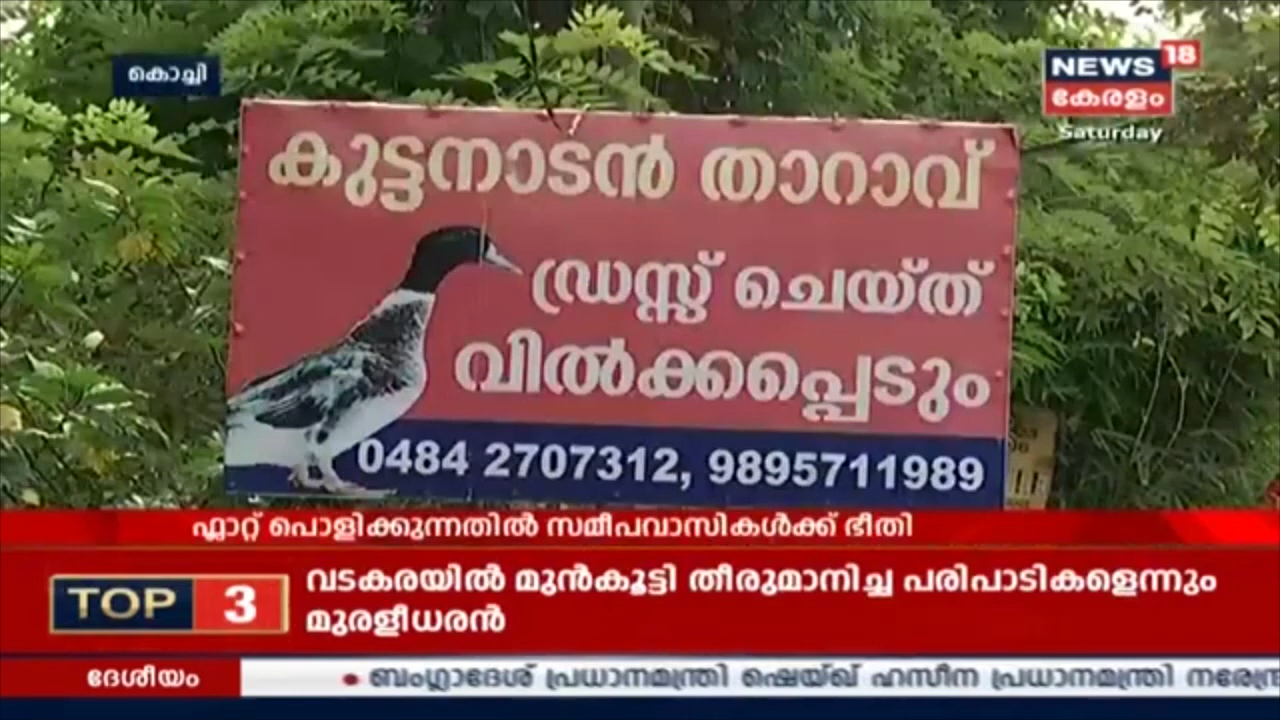 കൊച്ചി
NEWS 18
കേരളം
Saturday
കുട്ടനാടൻ താറാവ്
ഡ്രസ്സ് ചെയ്ത്
വിൽക്കപ്പെടും
0484 2707312, 9895711989
ഫ്ലാറ്റ് പൊളിക്കുന്നതിൽ സമീപവാസികൾക്ക് ഭീതി
TOP 3
വടകരയിൽ മുൻകൂട്ടി തീരുമാനിച്ച പരിപാടികളെന്നും
മുരളീധരൻ
ദേശീയം
• ബംഗ്ലാദേശ് പ്രധാനമന്ത്രി ഷെയ്ഖ് ഹസീന പ്രധാനമന്ത്രി നരേന്ദ്ര